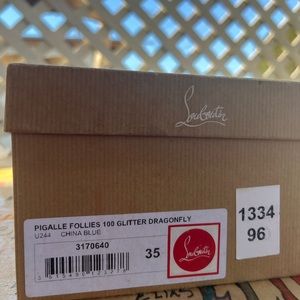 Louboutin
PIGALLE FOLLIES 100 GLITTER DRAGONFLY
U244 CHINA BLUE
3170640
35
Louboutin
1334
96